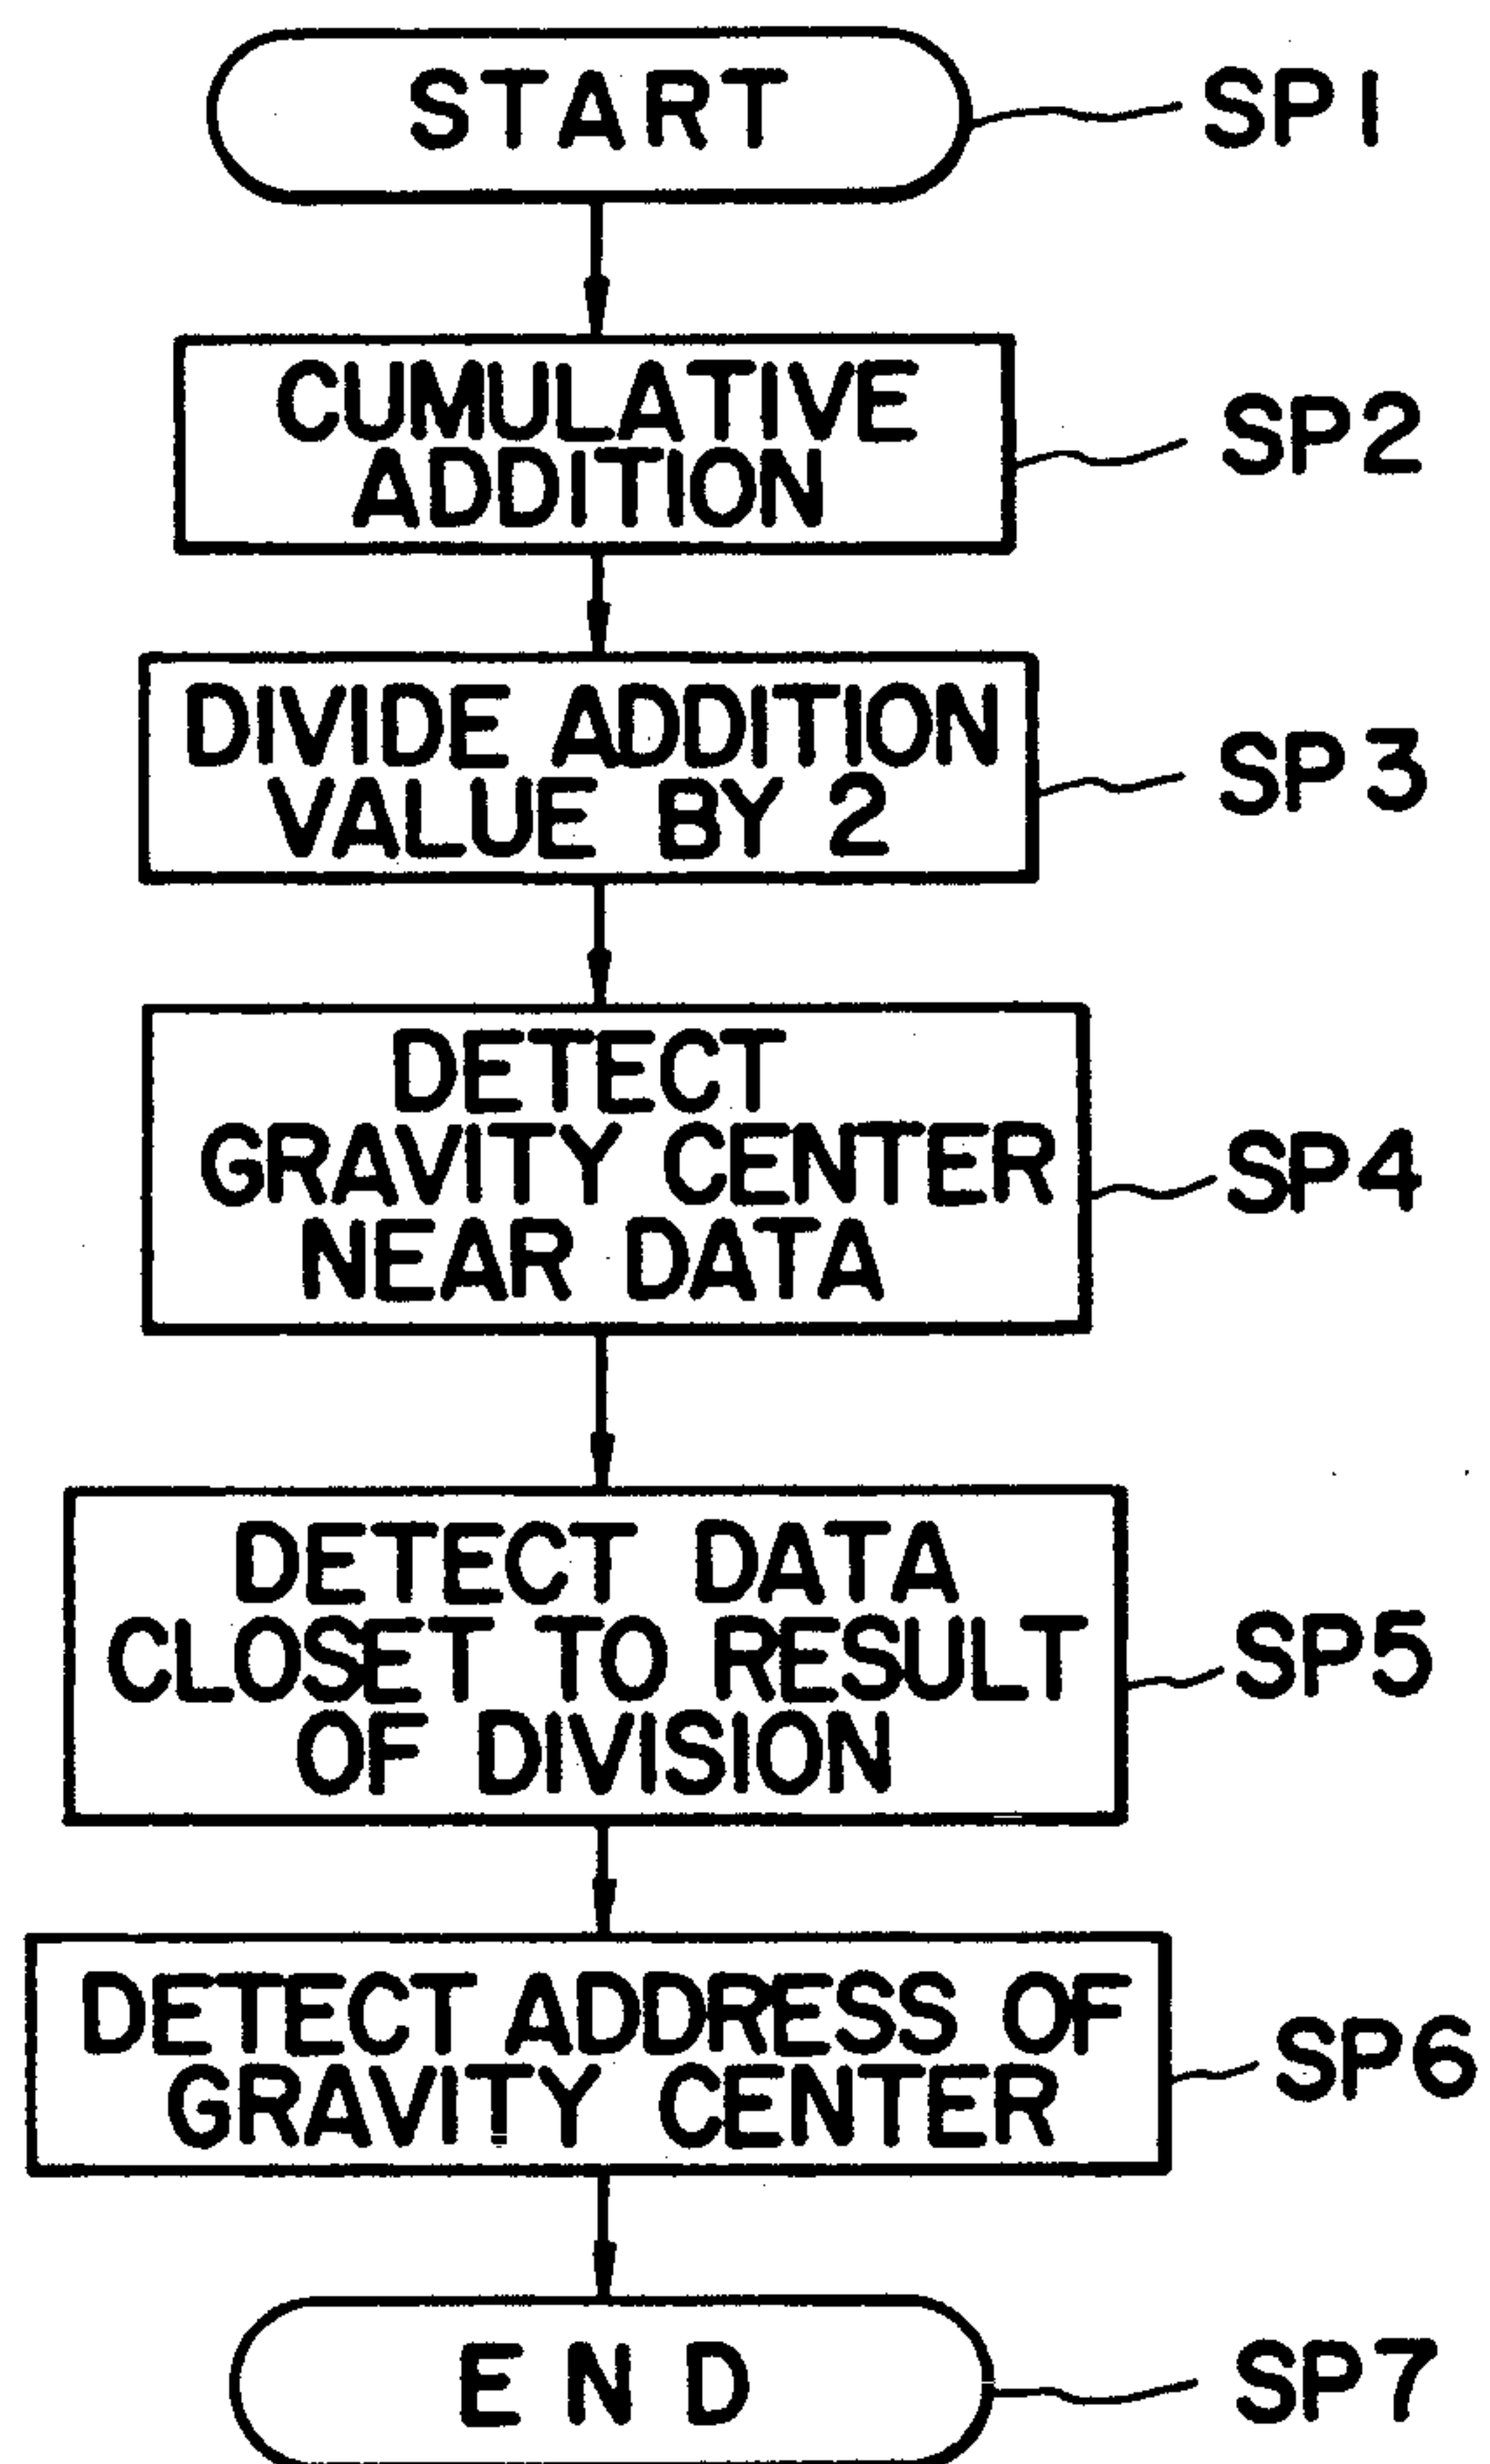 START
SP1
CUMULATIVE
ADDITION
SP2
DIVIDE ADDITION
VALUE BY 2
SP3
DETECT
GRAVITY CENTER
NEAR DATA
SP4
DETECT DATA
CLOSET TO RESULT
OF DIVISION
SP5
DETECT ADDRESS OF
GRAVITY CENTER
SP6
END
SP7